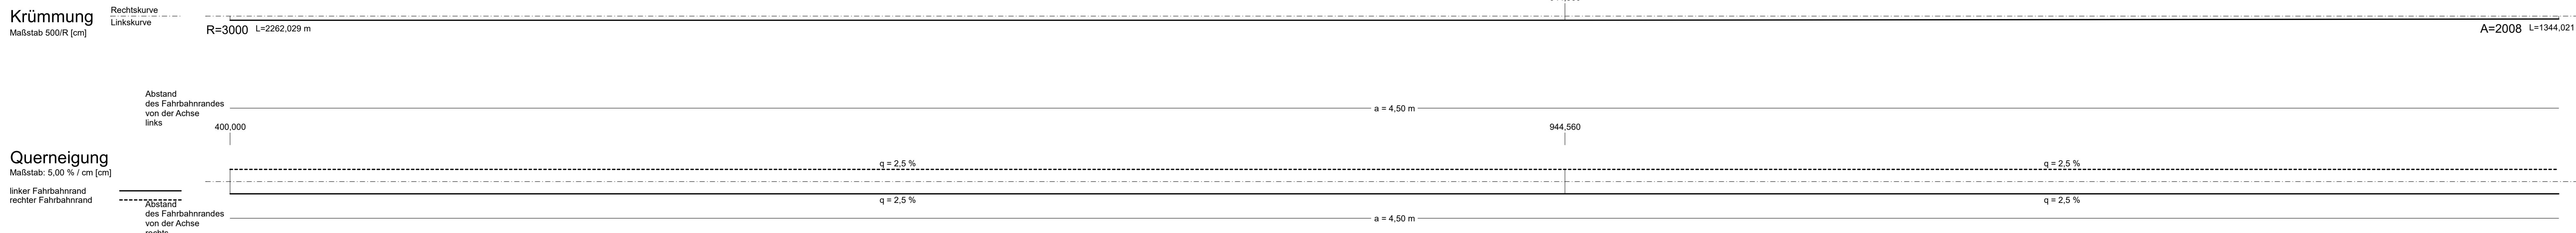 Krümmung
Maßstab 500/R [cm]
Rechtskurve
Linkskurve
R=3000 L=2262,029 m
A=2008 L=1344,021
Abstand
des Fahrbahnrandes
von der Achse
links
a = 4,50 m
400,000
944,560
Querneigung
Maßstab: 5,00 % / cm [cm]
linker Fahrbahnrand
rechter Fahrbahnrand
q = 2,5 %
q = 2,5 %
q = 2,5 %
q = 2,5 %
Abstand
des Fahrbahnrandes
von der Achse
rechts
a = 4,50 m